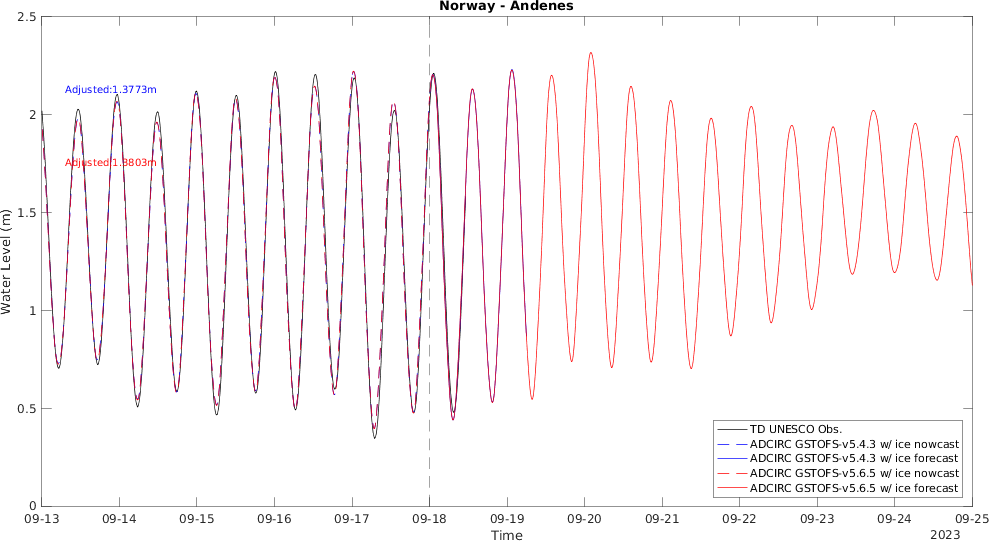 Norway - Andenes
2.5
2
1.5
1
0.5
0
Water Level (m)
Adjusted:1.3773m
Adjusted:1.3803m
TD UNESCO Obs.
ADCIRC GSTOFS-v5.4.3 w/ ice nowcast
ADCIRC GSTOFS-v5.4.3 w/ ice forecast
ADCIRC GSTOFS-v5.6.5 w/ ice nowcast
ADCIRC GSTOFS-v5.6.5 w/ ice forecast
09-13 09-14 09-15 09-16 09-17 09-18 09-19 09-20 09-21 09-22 09-23 09-24 09-25
Time
2023